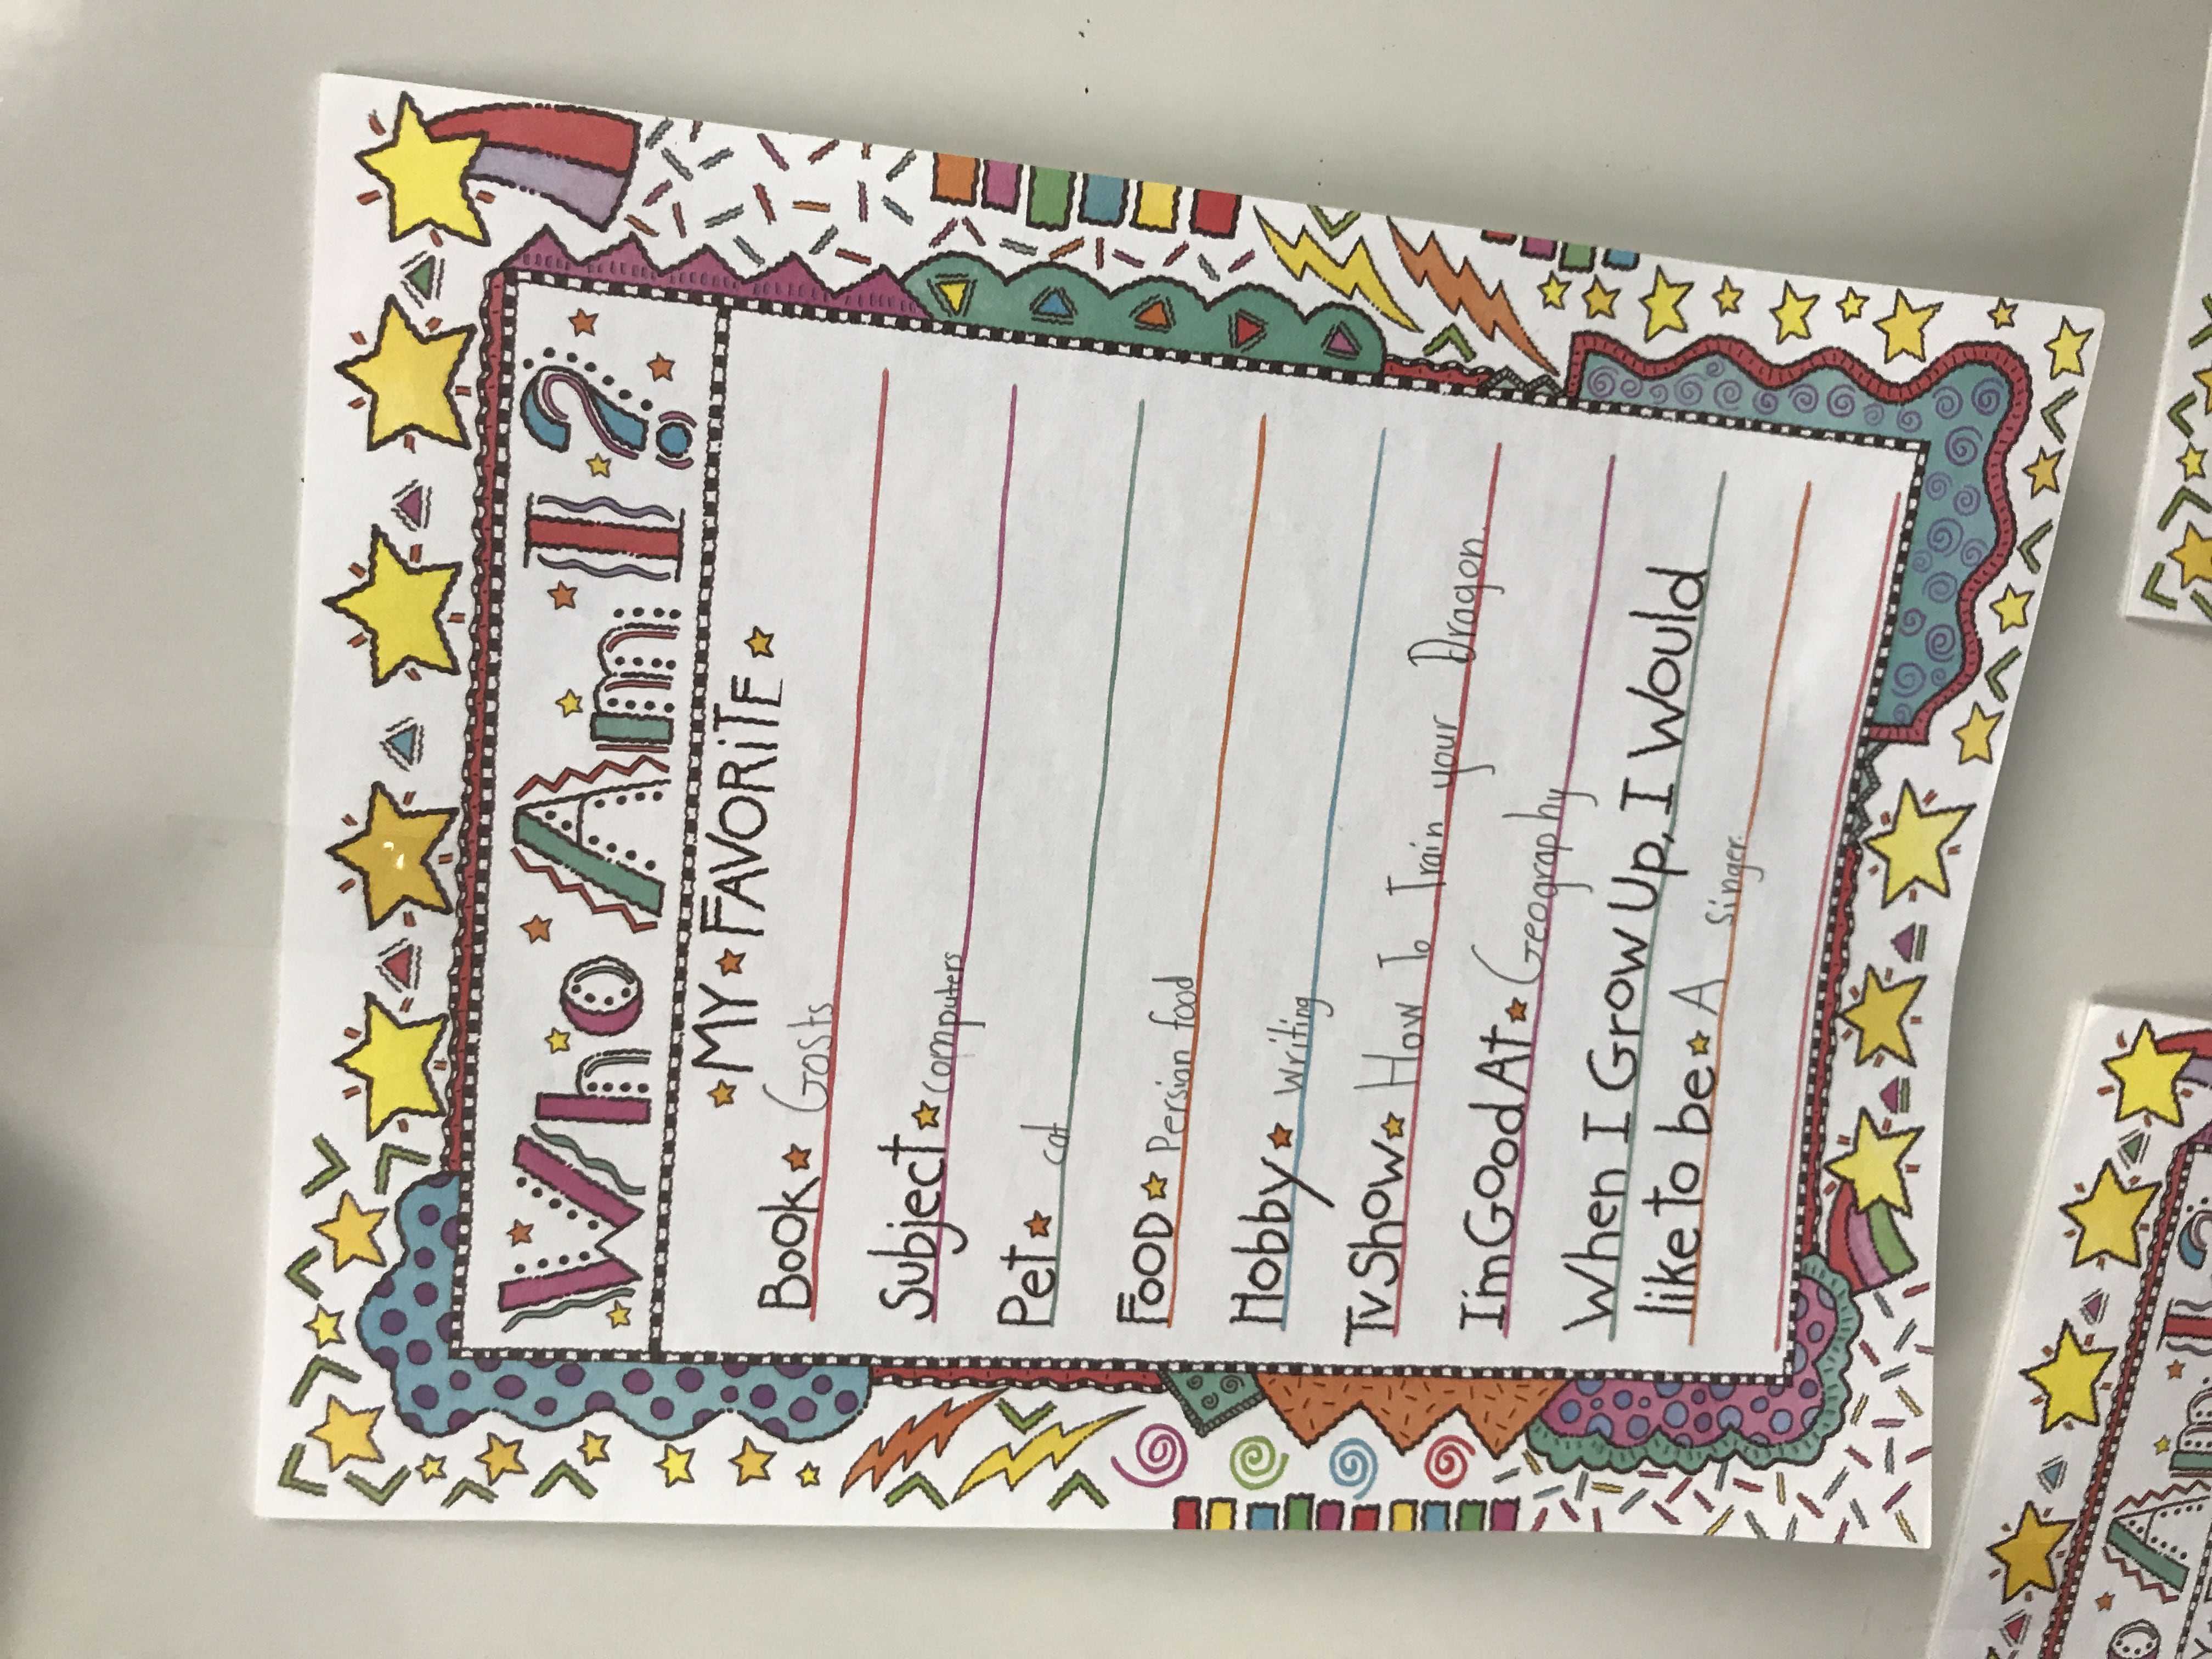 Who Am I?
MY FAVORiTE
Book Gosts
Subject computers
Pet cat
FOOD Persian food
Hobby writing
Tv Show How To Train your Dragon.
I'm Good At Geography
When I Grow Up, I Would
like to be A singer.
Am I?